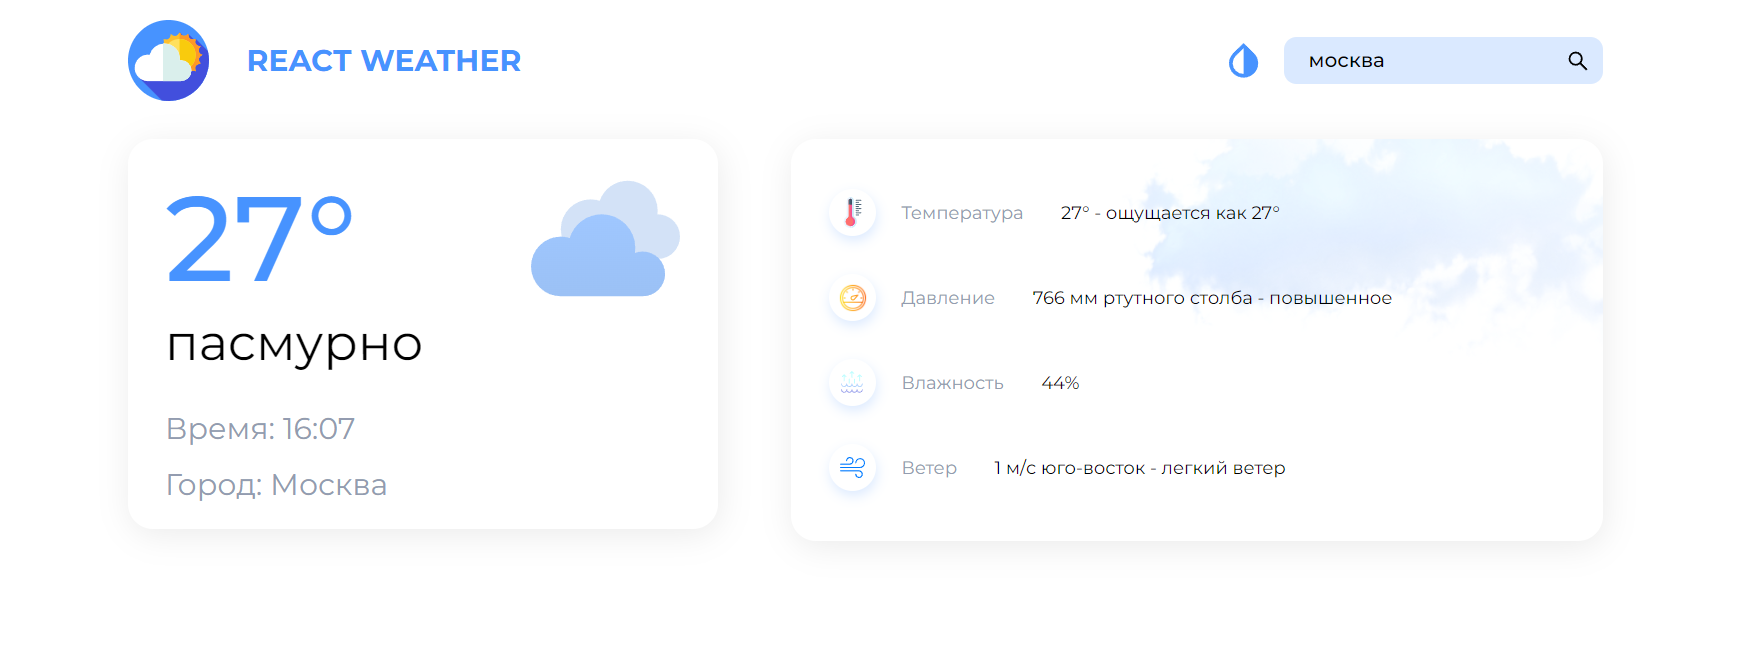 REACT WEATHER
москва
27°
пасмурно
Время: 16:07
Город: Москва
Температура 27° - ощущается как 27°
Давление 766 мм ртутного столба - повышенное
Влажность 44%
Ветер 1 м/с юго-восток - легкий ветер